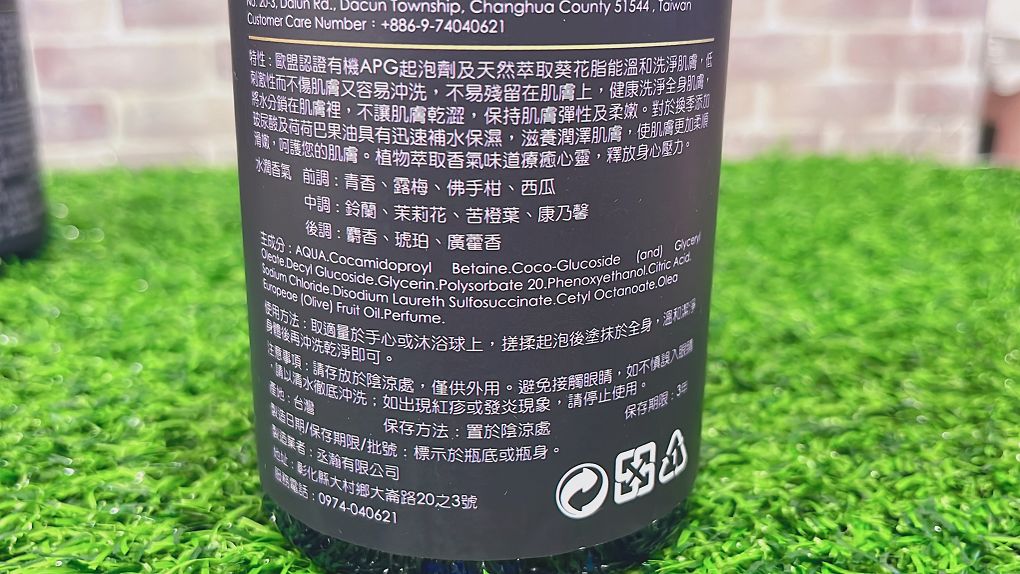 No. 20-3, Dalun Rd., Dacun Township, Changhua County 51544 , Taiwan
Customer Care Number：+886-9-74040621
特性：歐盟認證有機APG起泡劑及天然萃取葵花脂能溫和洗淨肌膚，低
刺激性而不傷肌膚又容易沖洗，不易殘留在肌膚上，健康洗淨全身肌膚，
將水分鎖在肌膚裡，不讓肌膚乾澀，保持肌膚彈性及柔嫩。對於換季添加
玻尿酸及荷荷巴果油具有迅速補水保濕，滋養潤澤肌膚，使肌膚更加柔順
滑嫩，呵護您的肌膚。植物萃取香氣味道療癒心靈，釋放身心壓力。
水潤香氣 前調：青香、露梅、佛手柑、西瓜
中調：鈴蘭、茉莉花、苦橙葉、康乃馨
後調：麝香、琥珀、廣藿香
主成分：AQUA.Cocamidoproyl Betaine.Coco-Glucoside (and) Glyceryl
Oleate.Decyl Glucoside.Glycerin.Polysorbate 20.Phenoxyethanol.Citric Acid.
Sodium Chloride.Disodium Laureth Sulfosuccinate.Cetyl Octanoate.Olea
Europeae (Olive) Fruit Oil.Perfume.
使用方法：取適量於手心或沐浴球上，搓揉起泡後塗抹於全身，溫和潔淨
身體後再沖洗乾淨即可。
注意事項：請存放於陰涼處，僅供外用。避免接觸眼睛，如不慎誤入眼睛
，請以清水徹底沖洗；如出現紅疹或發炎現象，請停止使用。
產地：台灣 保存方法：置於陰涼處 保存期限：3年
製造日期/保存期限/批號：標示於瓶底或瓶身。
製造業者：丞瀚有限公司
地址：彰化縣大村鄉大崙路20之3號
服務電話：0974-040621